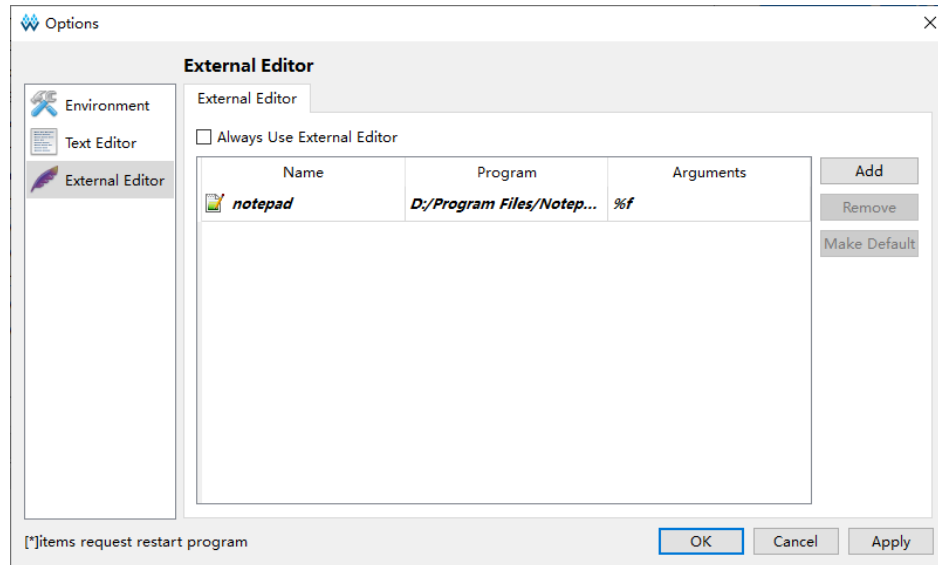 Options
External Editor
Environment
Text Editor
External Editor
External Editor
Always Use External Editor
Name Program Arguments
notepad D:/Program Files/Notep... %f
Add
Remove
Make Default
[*]items request restart program
OK Cancel Apply